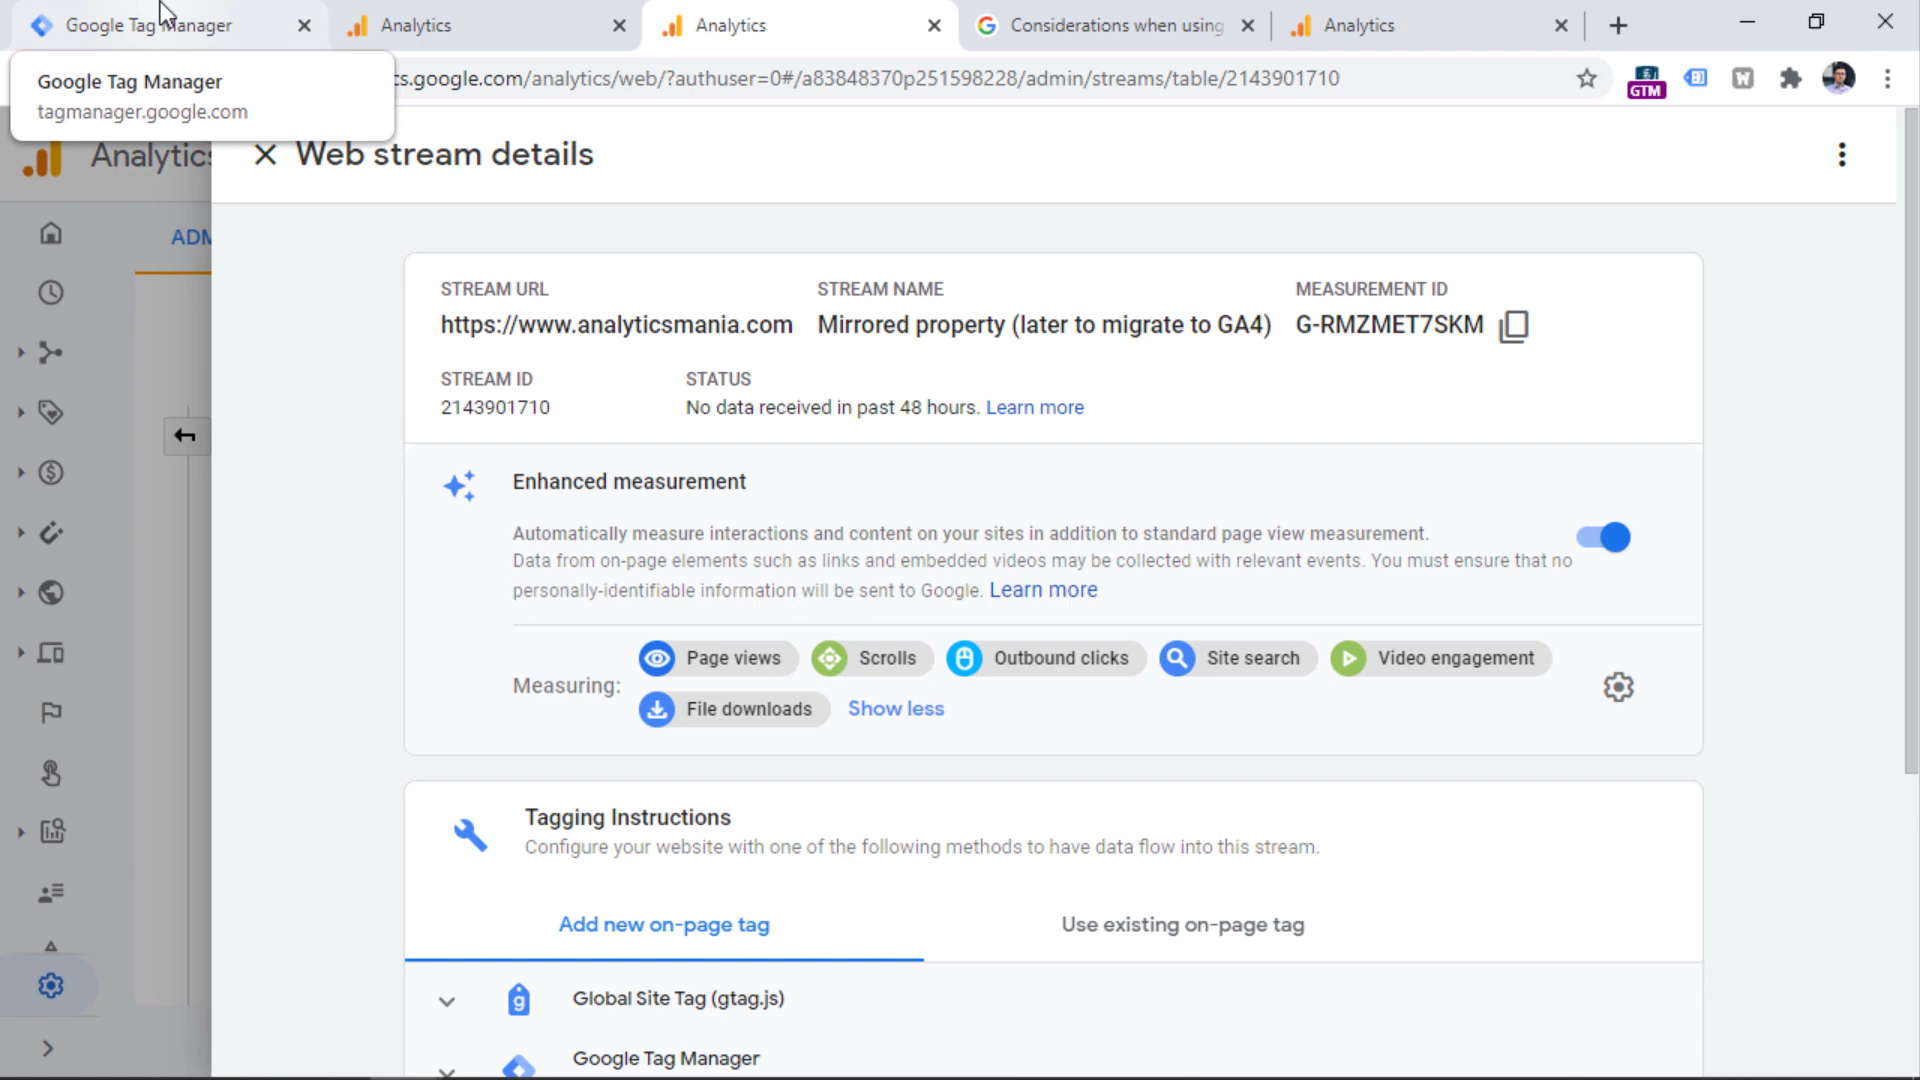 Google Tag Manager
Analytics
Analytics
Considerations when using
Analytics
Google Tag Manager
tagmanager.google.com
cs.google.com/analytics/web/?authuser=0#/a83848370p251598228/admin/streams/table/2143901710
GTM
Analytics
Web stream details
ADM
STREAM URL
STREAM NAME
MEASUREMENT ID
https://www.analyticsmania.com
Mirrored property (later to migrate to GA4)
G-RMZMET7SKM
STREAM ID
STATUS
2143901710
No data received in past 48 hours. Learn more
Enhanced measurement
Automatically measure interactions and content on your sites in addition to standard page view measurement.
Data from on-page elements such as links and embedded videos may be collected with relevant events. You must ensure that no
personally-identifiable information will be sent to Google. Learn more
Measuring:
Page views
Scrolls
Outbound clicks
Site search
Video engagement
File downloads
Show less
Tagging Instructions
Configure your website with one of the following methods to have data flow into this stream.
Add new on-page tag
Use existing on-page tag
g
Global Site Tag (gtag.js)
Google Tag Manager